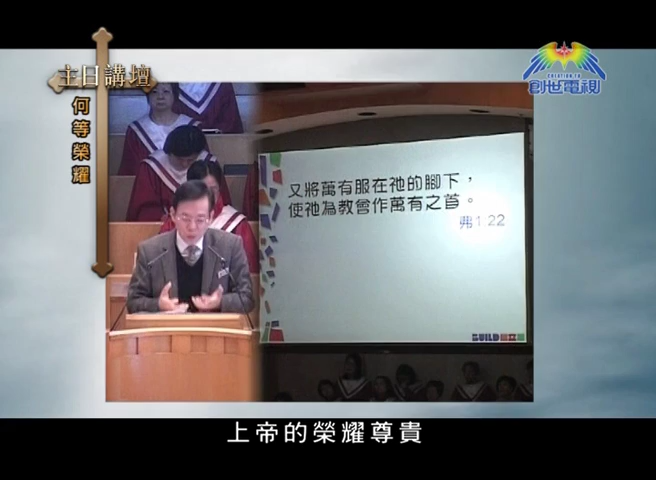 主日講壇
何等榮耀
CREATION TV
創世電視
又將萬有服在祂的腳下，
使祂為教會作萬有之首。
弗1:22
BUILD
上帝的榮耀尊貴